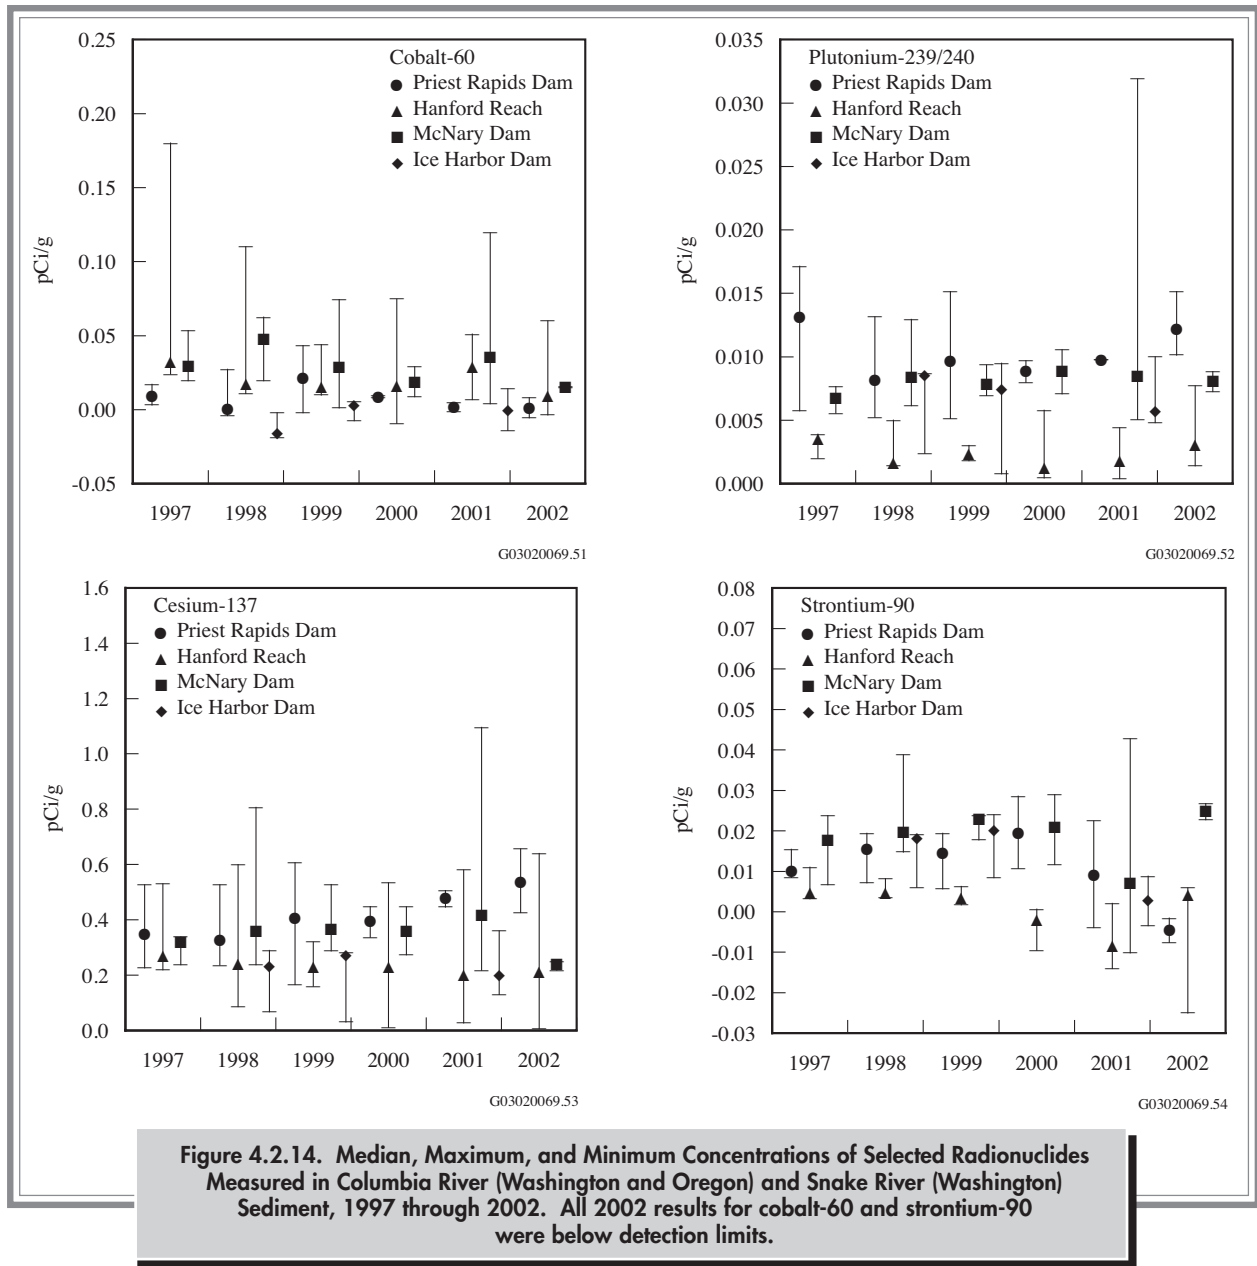 Cobalt-60
Priest Rapids Dam
Hanford Reach
McNary Dam
Ice Harbor Dam
pCi/g
0.25
0.20
0.15
0.10
0.05
0.00
-0.05
1997 1998 1999 2000 2001 2002
G03020069.51
Plutonium-239/240
Priest Rapids Dam
Hanford Reach
McNary Dam
Ice Harbor Dam
pCi/g
0.035
0.030
0.025
0.020
0.015
0.010
0.005
0.000
1997 1998 1999 2000 2001 2002
G03020069.52
Cesium-137
Priest Rapids Dam
Hanford Reach
McNary Dam
Ice Harbor Dam
pCi/g
1.6
1.4
1.2
1.0
0.8
0.6
0.4
0.2
0.0
1997 1998 1999 2000 2001 2002
G03020069.53
Strontium-90
Priest Rapids Dam
Hanford Reach
McNary Dam
Ice Harbor Dam
pCi/g
0.08
0.07
0.06
0.05
0.04
0.03
0.02
0.01
0.00
-0.01
-0.02
-0.03
1997 1998 1999 2000 2001 2002
G03020069.54
Figure 4.2.14. Median, Maximum, and Minimum Concentrations of Selected Radionuclides
Measured in Columbia River (Washington and Oregon) and Snake River (Washington)
Sediment, 1997 through 2002. All 2002 results for cobalt-60 and strontium-90
were below detection limits.